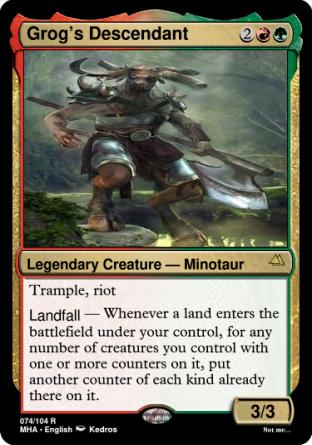 Grog's Descendant 2
Legendary Creature — Minotaur
Trample, riot
Landfall — Whenever a land enters the
battlefield under your control, for any
number of creatures you control with
one or more counters on it, put
another counter of each kind already
there on it.
3/3
074/104 R
MHA • English Kedros
Not me...